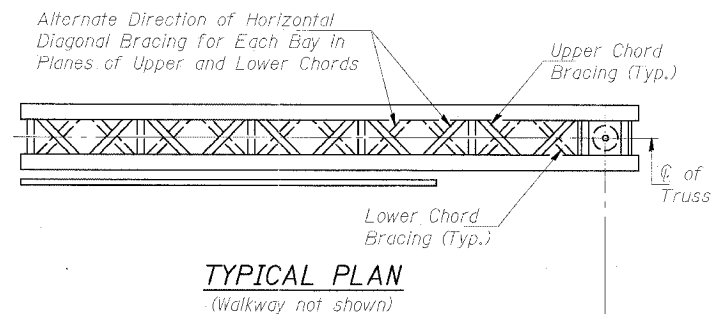 Alternate Direction of Horizontal
Diagonal Bracing for Each Bay in
Planes of Upper and Lower Chords
Upper Chord
Bracing (Typ.)
℄ of
Truss
Lower Chord
Bracing (Typ.)
TYPICAL PLAN
(Walkway not shown)